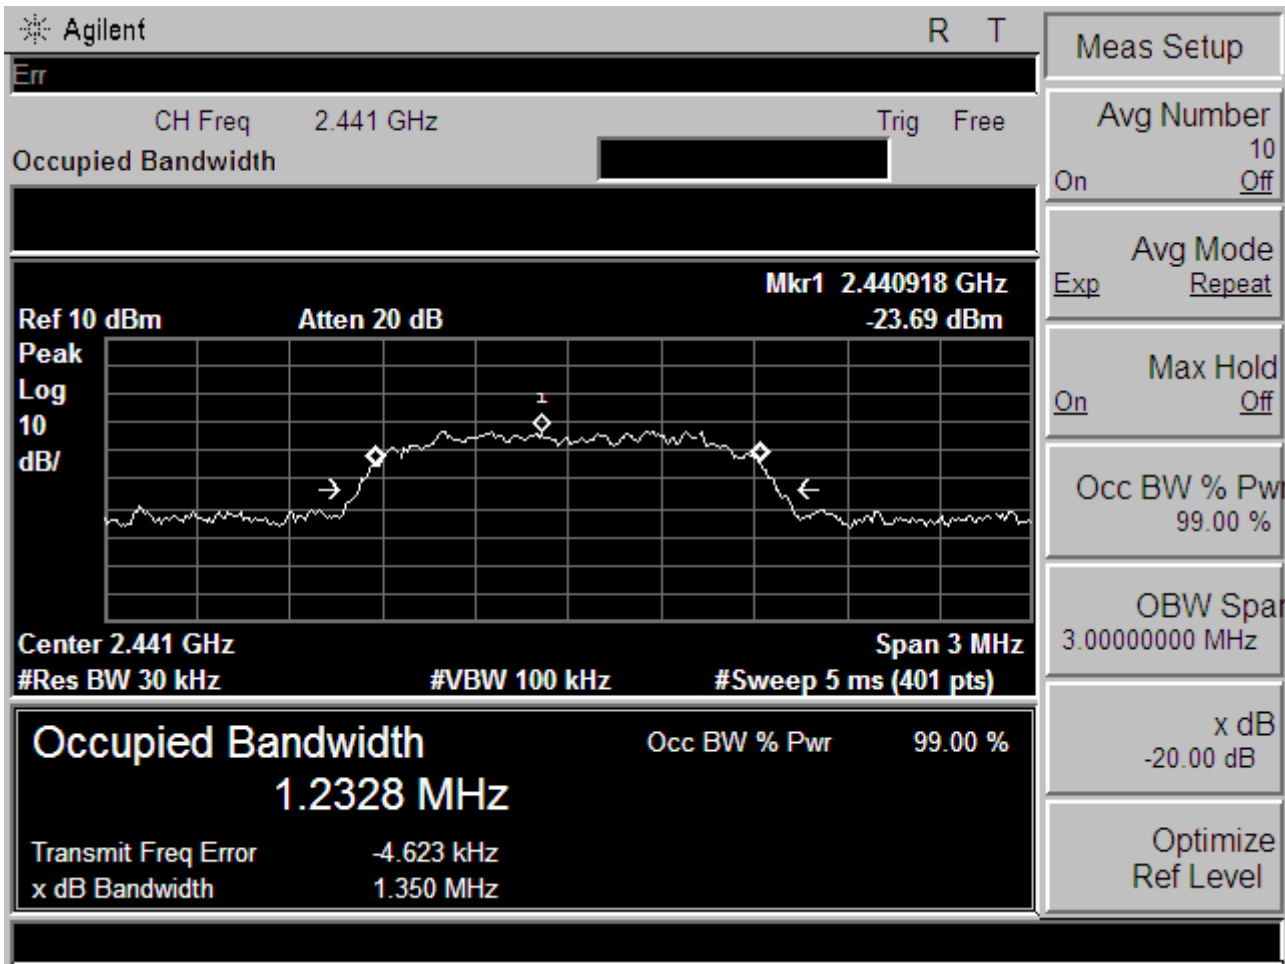 Agilent R T
Err
CH Freq 2.441 GHz Trig Free
Occupied Bandwidth
Mkr1 2.440918 GHz
Ref 10 dBm Atten 20 dB -23.69 dBm
Peak
Log
10
dB/
1
Center 2.441 GHz Span 3 MHz
#Res BW 30 kHz #VBW 100 kHz #Sweep 5 ms (401 pts)
Occupied Bandwidth Occ BW % Pwr 99.00 %
1.2328 MHz
Transmit Freq Error -4.623 kHz
x dB Bandwidth 1.350 MHz
Meas Setup
Avg Number
10
On Off
Avg Mode
Exp Repeat
Max Hold
On Off
Occ BW % Pwr
99.00 %
OBW Span
3.00000000 MHz
x dB
-20.00 dB
Optimize
Ref Level